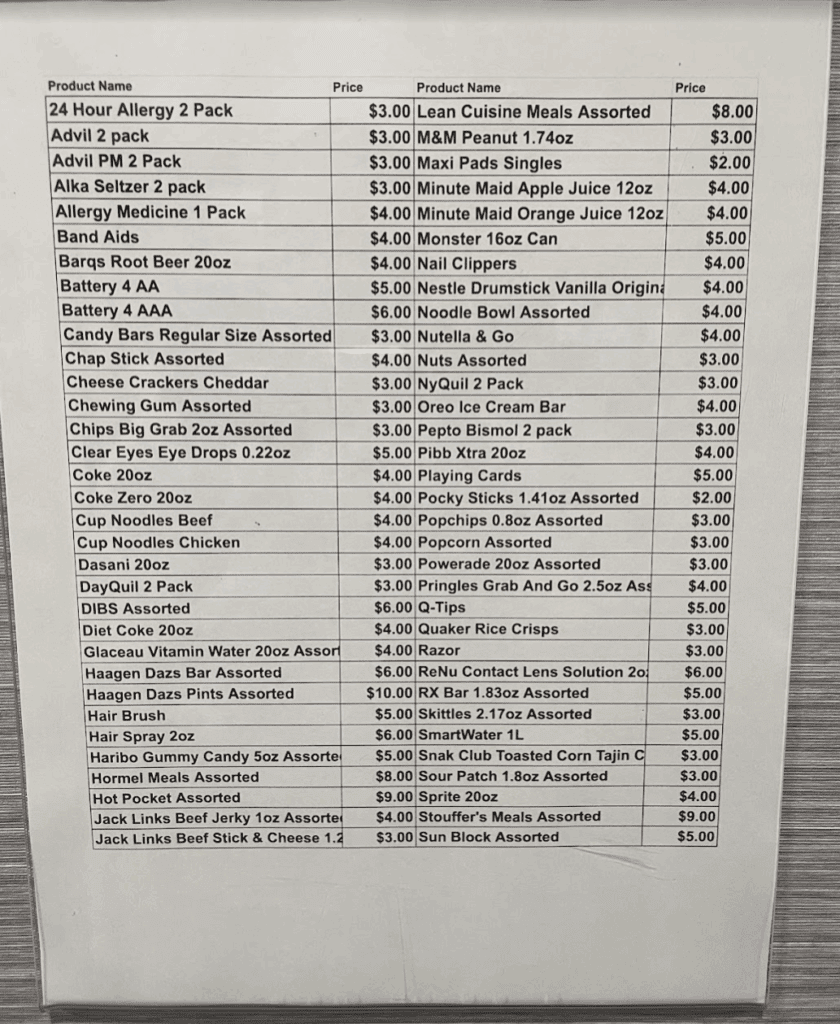 Product Name Price Product Name Price
24 Hour Allergy 2 Pack $3.00 Lean Cuisine Meals Assorted $8.00
Advil 2 pack $3.00 M&M Peanut 1.74oz $3.00
Advil PM 2 Pack $3.00 Maxi Pads Singles $2.00
Alka Seltzer 2 pack $3.00 Minute Maid Apple Juice 12oz $4.00
Allergy Medicine 1 Pack $4.00 Minute Maid Orange Juice 12oz $4.00
Band Aids $4.00 Monster 16oz Can $5.00
Barqs Root Beer 20oz $4.00 Nail Clippers $4.00
Battery 4 AA $5.00 Nestle Drumstick Vanilla Origina $4.00
Battery 4 AAA $6.00 Noodle Bowl Assorted $4.00
Candy Bars Regular Size Assorted $3.00 Nutella & Go $4.00
Chap Stick Assorted $4.00 Nuts Assorted $3.00
Cheese Crackers Cheddar $3.00 NyQuil 2 Pack $3.00
Chewing Gum Assorted $3.00 Oreo Ice Cream Bar $4.00
Chips Big Grab 2oz Assorted $3.00 Pepto Bismol 2 pack $3.00
Clear Eyes Eye Drops 0.22oz $5.00 Pibb Xtra 20oz $4.00
Coke 20oz $4.00 Playing Cards $5.00
Coke Zero 20oz $4.00 Pocky Sticks 1.41oz Assorted $2.00
Cup Noodles Beef $4.00 Popchips 0.8oz Assorted $3.00
Cup Noodles Chicken $4.00 Popcorn Assorted $3.00
Dasani 20oz $3.00 Powerade 20oz Assorted $3.00
DayQuil 2 Pack $3.00 Pringles Grab And Go 2.5oz Ass $4.00
DIBS Assorted $6.00 Q-Tips $5.00
Diet Coke 20oz $4.00 Quaker Rice Crisps $3.00
Glaceau Vitamin Water 20oz Assort $4.00 Razor $3.00
Haagen Dazs Bar Assorted $6.00 ReNu Contact Lens Solution 2oz $6.00
Haagen Dazs Pints Assorted $10.00 RX Bar 1.83oz Assorted $5.00
Hair Brush $5.00 Skittles 2.17oz Assorted $3.00
Hair Spray 2oz $6.00 SmartWater 1L $5.00
Haribo Gummy Candy 5oz Assorte $5.00 Snak Club Toasted Corn Tajin C $3.00
Hormel Meals Assorted $8.00 Sour Patch 1.8oz Assorted $3.00
Hot Pocket Assorted $9.00 Sprite 20oz $4.00
Jack Links Beef Jerky 1oz Assorte $4.00 Stouffer's Meals Assorted $9.00
Jack Links Beef Stick & Cheese 1.2 $3.00 Sun Block Assorted $5.00